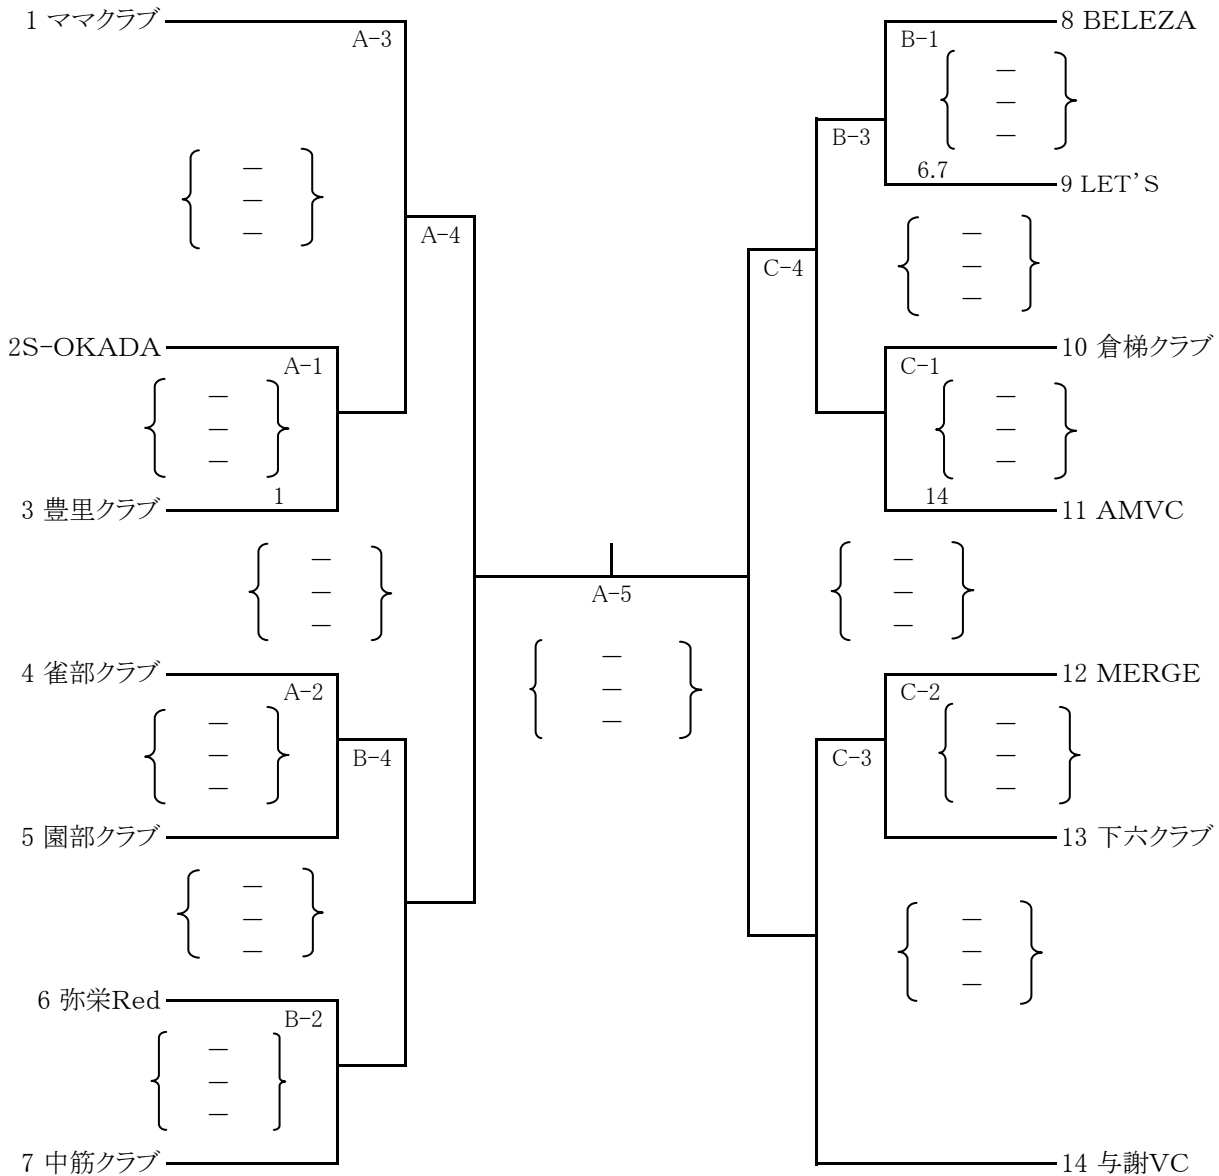 1 ママクラブ
A-3
－
－
－
A-4
2S-OKADA
A-1
－
－
－
1
3 豊里クラブ
－
－
－
4 雀部クラブ
A-2
－
－
－
B-4
5 園部クラブ
－
－
－
6 弥栄Red
B-2
－
－
－
7 中筋クラブ
A-5
－
－
－
8 BELEZA
B-1
－
－
－
B-3
6.7
9 LET'S
－
－
－
C-4
10 倉梯クラブ
C-1
－
－
－
14
11 AMVC
－
－
－
12 MERGE
C-2
－
－
－
C-3
13 下六クラブ
－
－
－
14 与謝VC